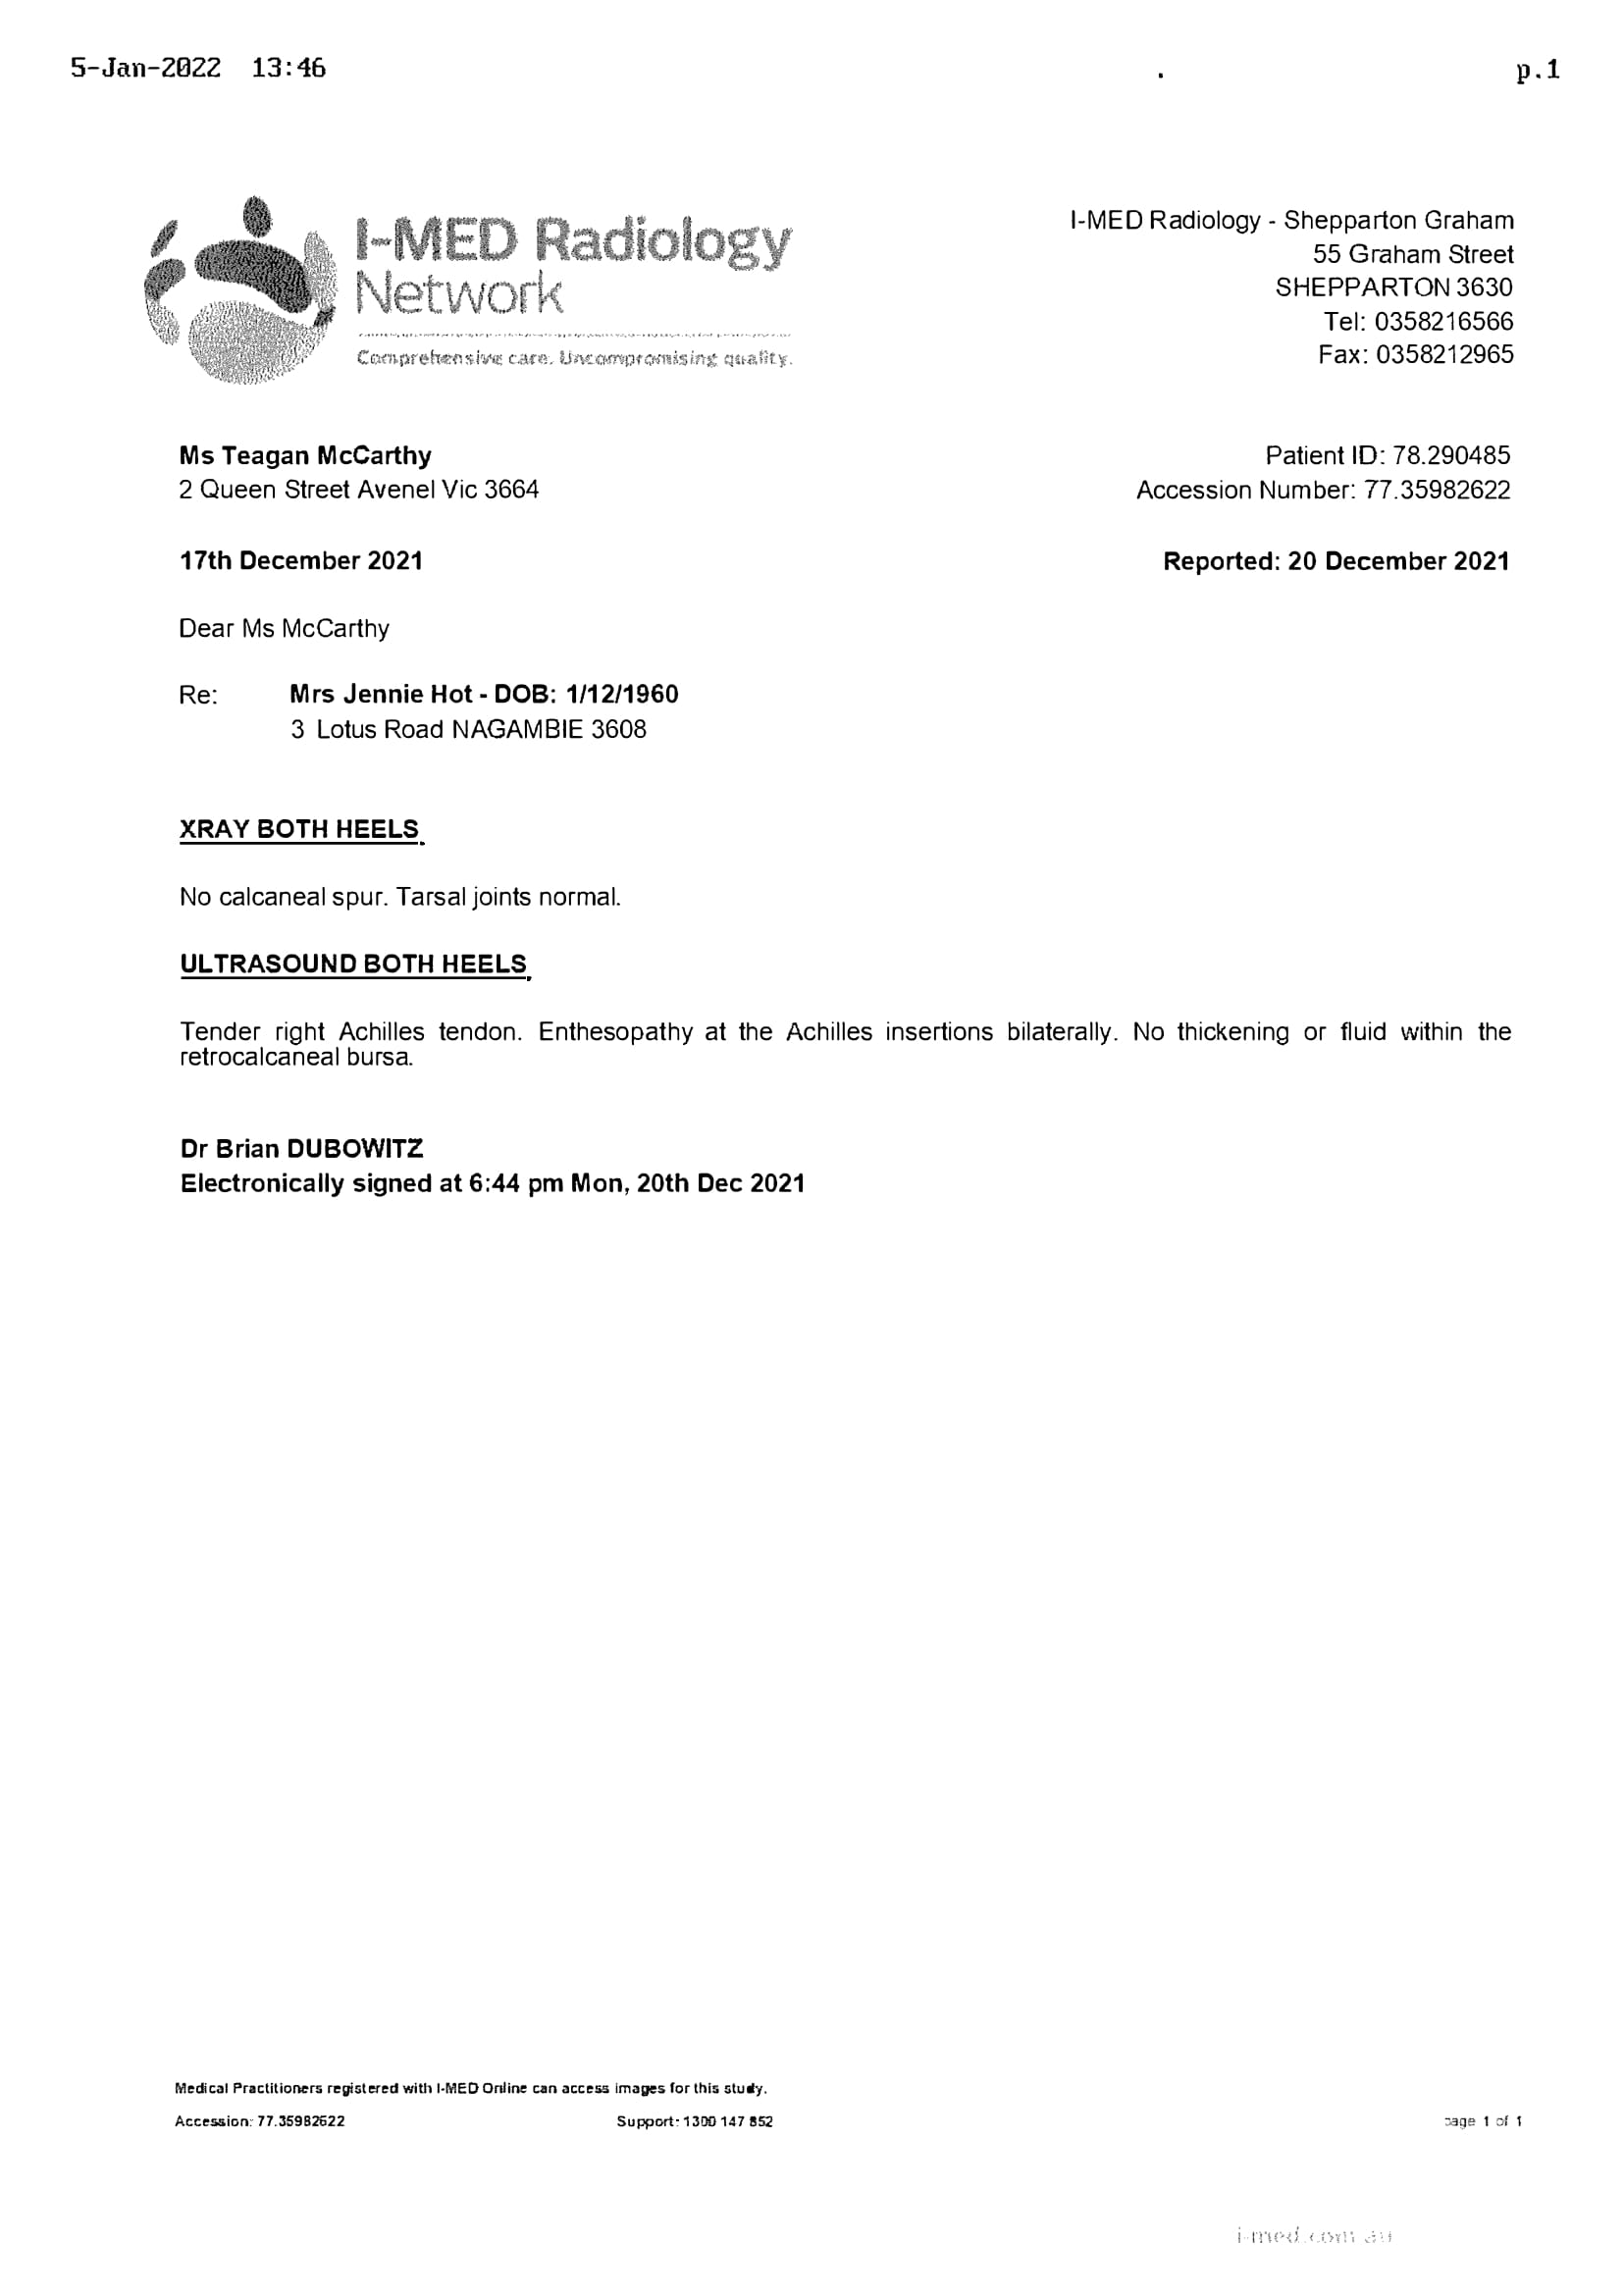 5-Jan-2022 13:46
p.1
I-MED Radiology
Network
Comprehensive care. Uncompromising quality.
I-MED Radiology - Shepparton Graham
55 Graham Street
SHEPPARTON 3630
Tel: 0358216566
Fax: 0358212965
Ms Teagan McCarthy
2 Queen Street Avenel Vic 3664
Patient ID: 78.290485
Accession Number: 77.35982622
17th December 2021
Reported: 20 December 2021
Dear Ms McCarthy
Re: Mrs Jennie Hot - DOB: 1/12/1960
3 Lotus Road NAGAMBIE 3608
XRAY BOTH HEELS
No calcaneal spur. Tarsal joints normal.
ULTRASOUND BOTH HEELS
Tender right Achilles tendon. Enthesopathy at the Achilles insertions bilaterally. No thickening or fluid within the
retrocalcaneal bursa.
Dr Brian DUBOWITZ
Electronically signed at 6:44 pm Mon, 20th Dec 2021
Medical Practitioners registered with I-MED Online can access images for this study.
Accession: 77.35982622
Support: 1300 147 852
page 1 of 1
i-med.com.au